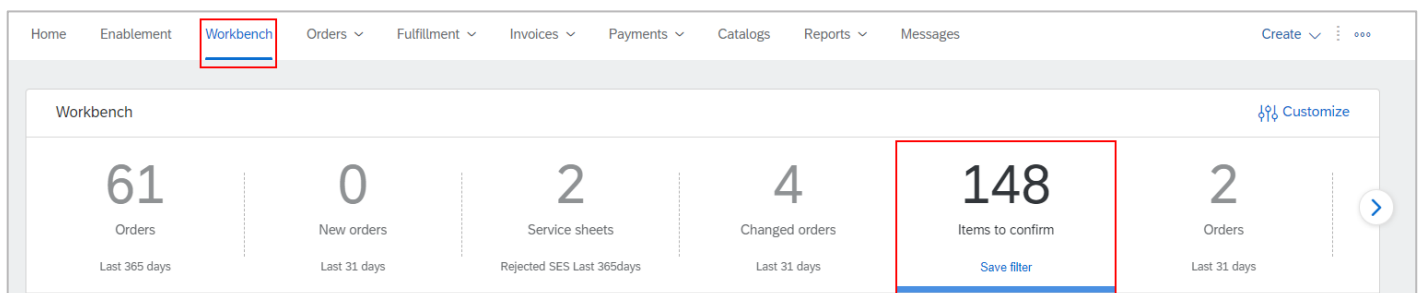 Home Enablement Workbench Orders Fulfillment Invoices Payments Catalogs Reports Messages Create
Workbench Customize
61 0 2 4 148 2
Orders New orders Service sheets Changed orders Items to confirm Orders
Last 365 days Last 31 days Rejected SES Last 365days Last 31 days Save filter Last 31 days